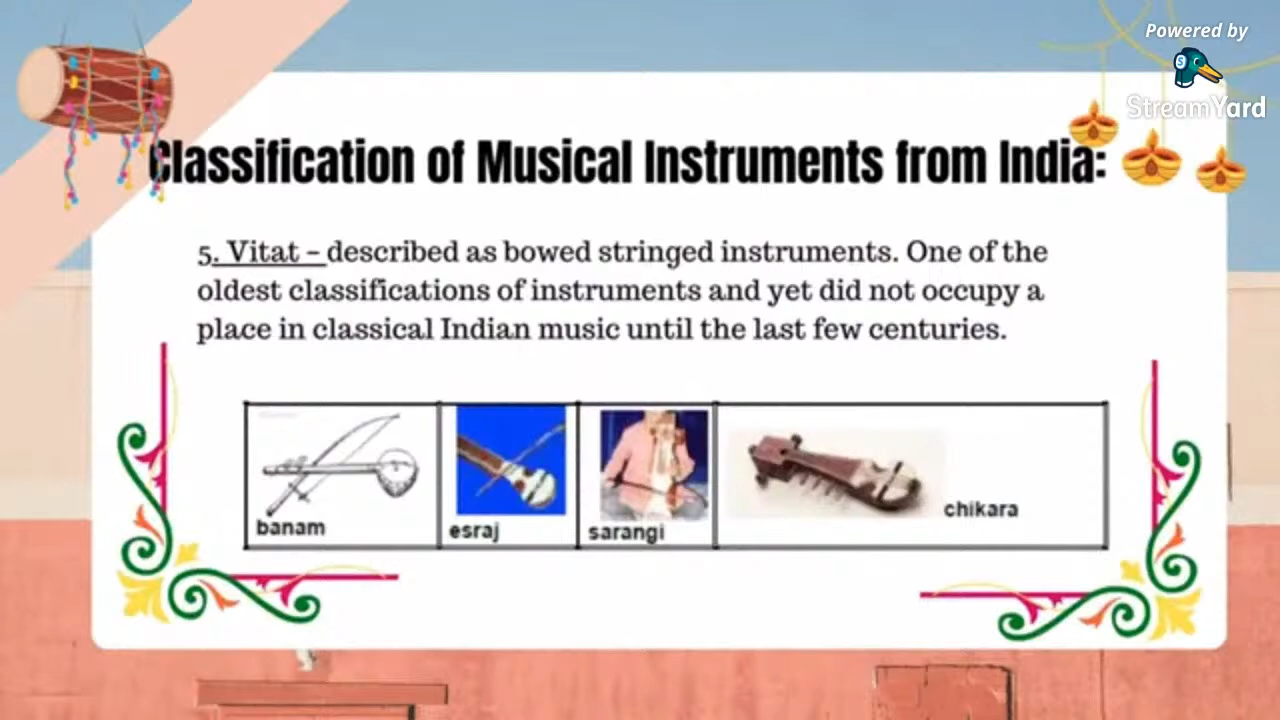 Powered by
StreamYard
Classification of Musical Instruments from India:
5. Vitat – described as bowed stringed instruments. One of the
oldest classifications of instruments and yet did not occupy a
place in classical Indian music until the last few centuries.
banam
esraj
sarangi
chikara